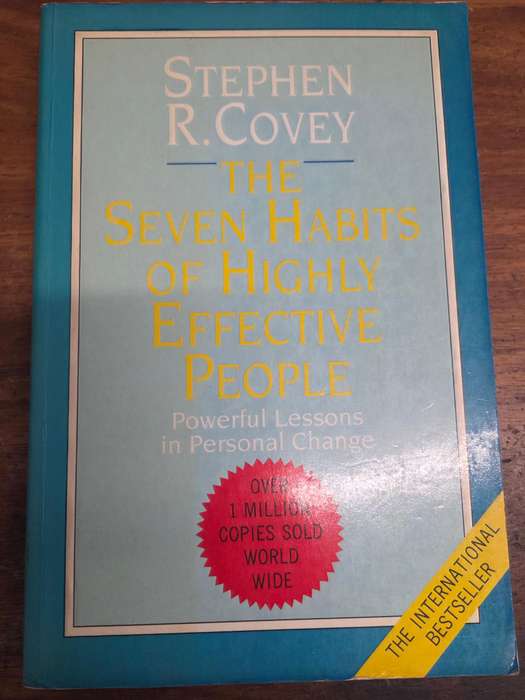 STEPHEN
R. COVEY
THE
SEVEN HABITS
OF HIGHLY
EFFECTIVE
PEOPLE
Powerful Lessons
in Personal Change
OVER
1 MILLION
COPIES SOLD
WORLD
WIDE
THE INTERNATIONAL
BESTSELLER